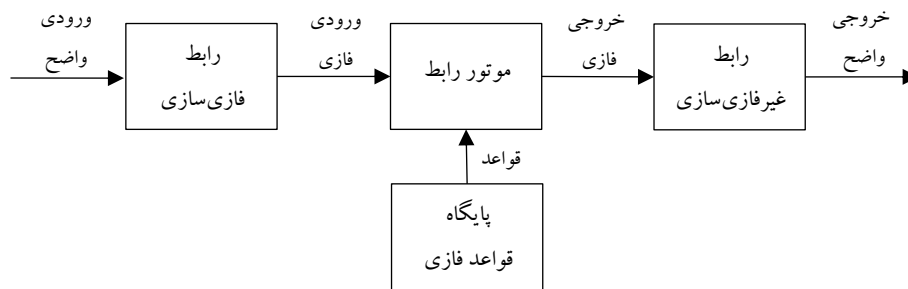 ورودی
واضح
رابط
فازی‌سازی
ورودی
فازی
موتور رابط
خروجی
فازی
رابط
غیرفازی‌سازی
خروجی
واضح
قواعد
پایگاه
قواعد فازی